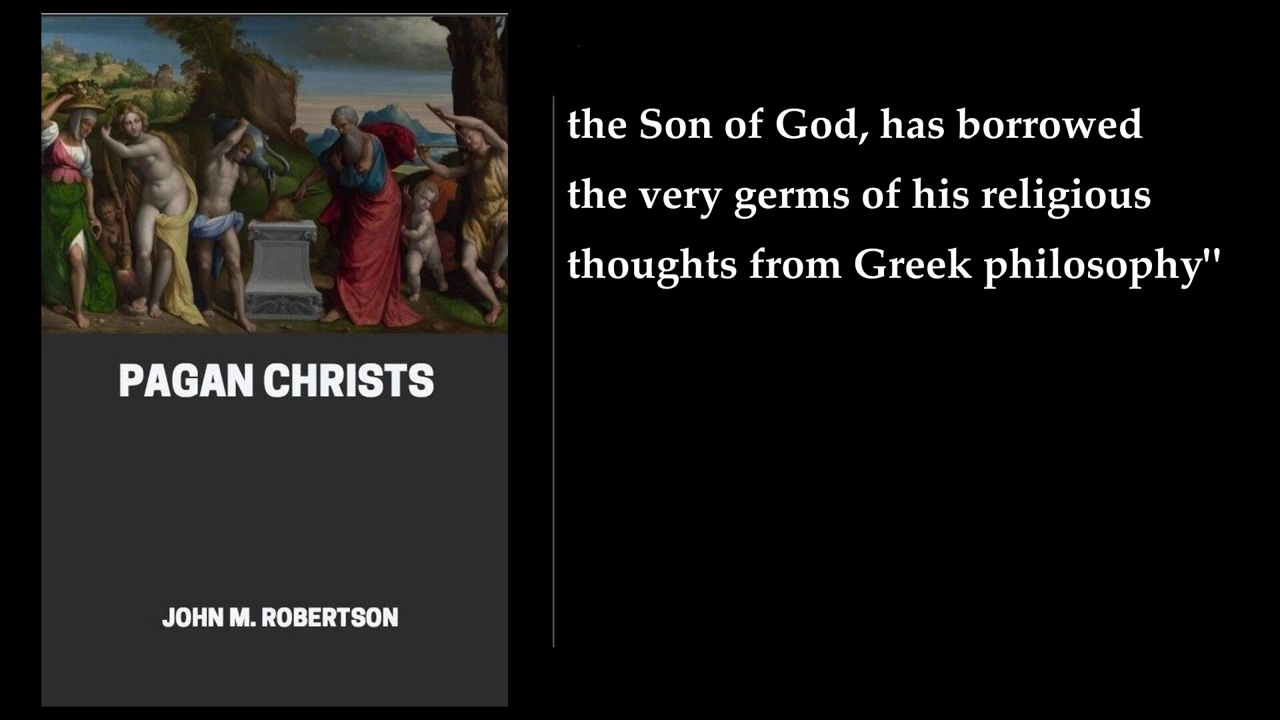 PAGAN CHRISTS
JOHN M. ROBERTSON
the Son of God, has borrowed
the very germs of his religious
thoughts from Greek philosophy"